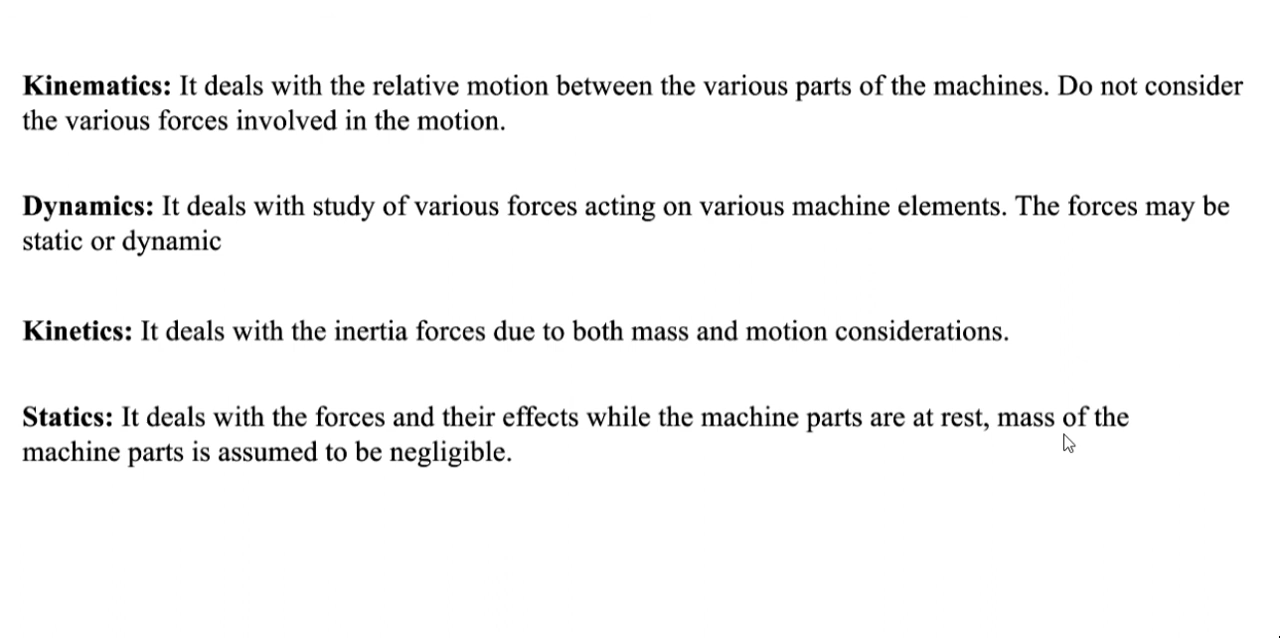 Kinematics: It deals with the relative motion between the various parts of the machines. Do not consider
the various forces involved in the motion.
Dynamics: It deals with study of various forces acting on various machine elements. The forces may be
static or dynamic
Kinetics: It deals with the inertia forces due to both mass and motion considerations.
Statics: It deals with the forces and their effects while the machine parts are at rest, mass of the
machine parts is assumed to be negligible.